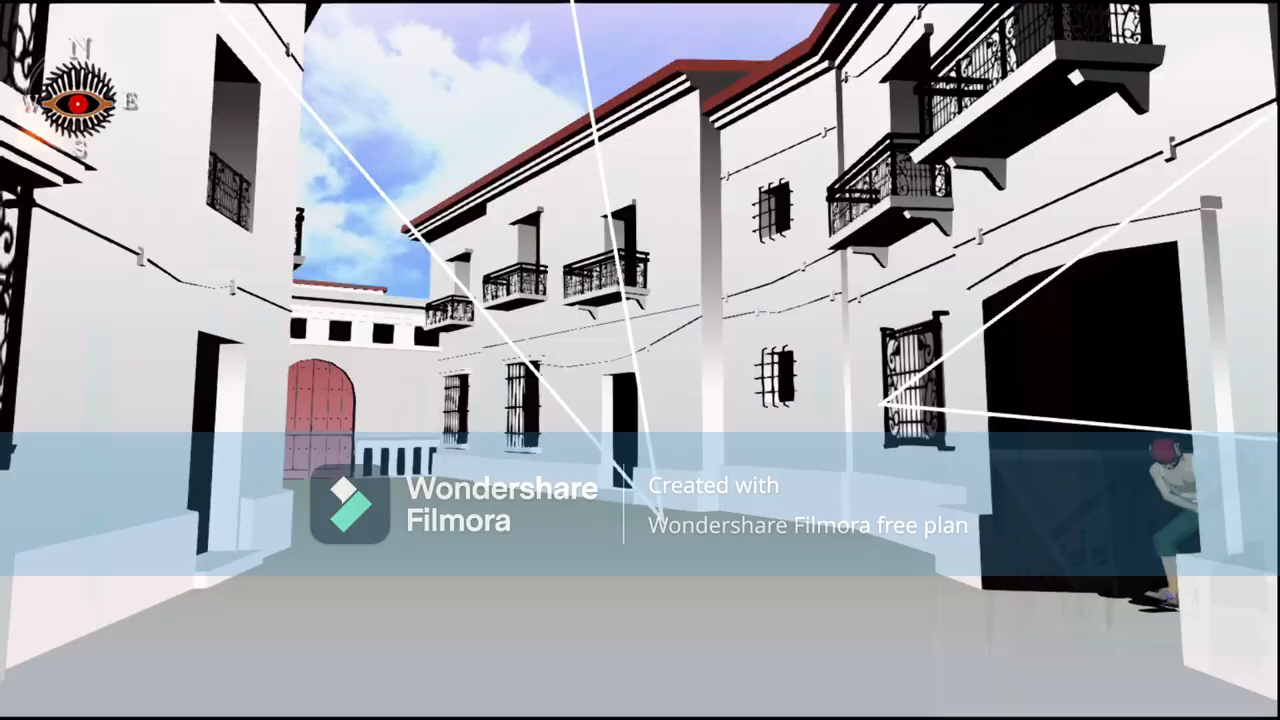 N
W E
S
Wondershare
Filmora
Created with
Wondershare Filmora free plan